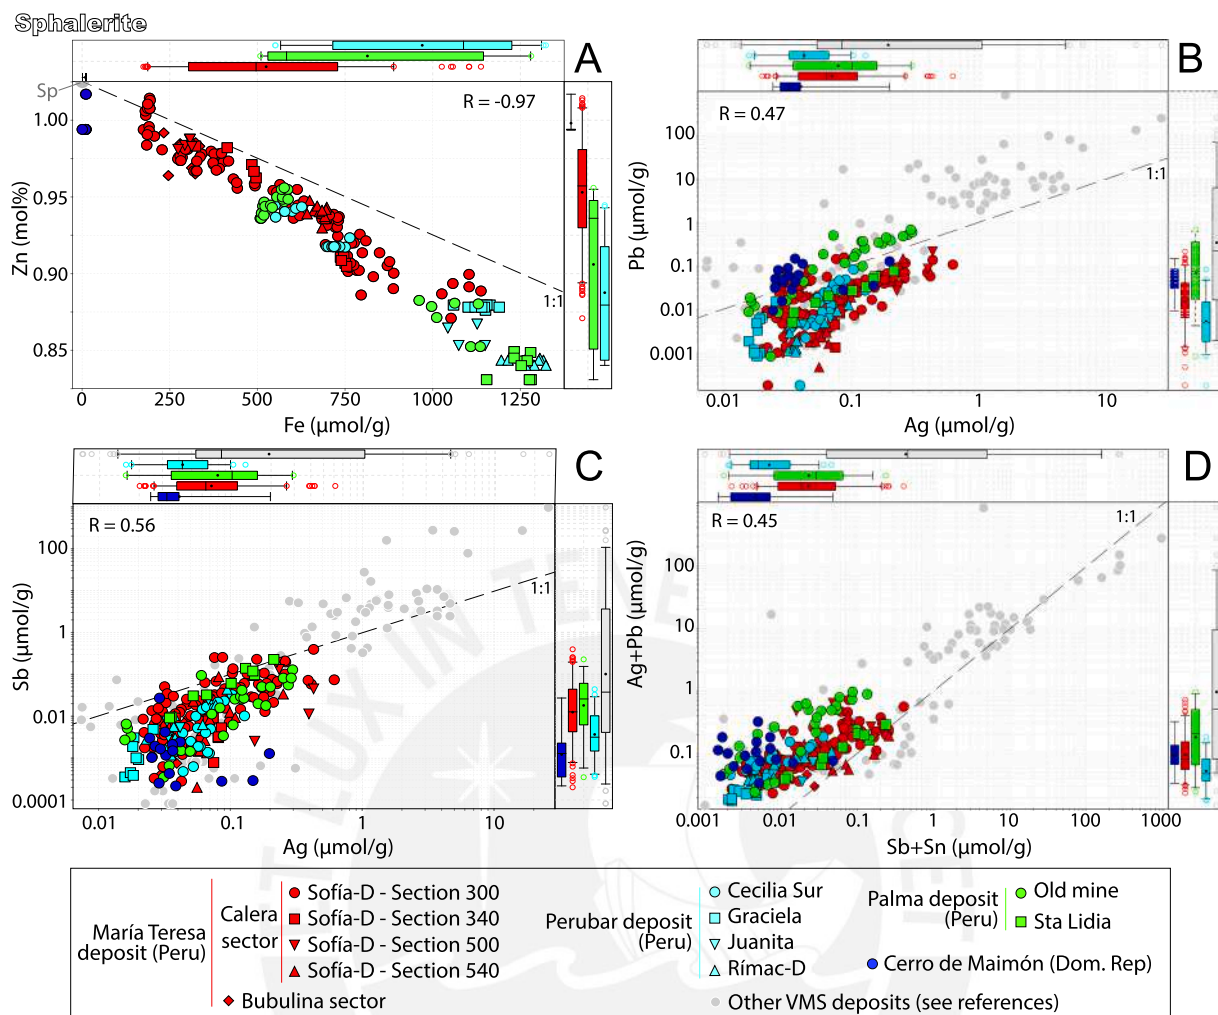 Sphalerite
A
B
Sp
R = -0.97
R = 0.47
1.00
0.95
0.90
0.85
Zn (mol%)
1:1
0
250
500
750
1000
1250
Fe (µmol/g)
100
10
1
0.1
0.01
0.001
Pb (µmol/g)
1:1
0.01
0.1
1
10
Ag (µmol/g)
C
D
R = 0.56
R = 0.45
100
1
0.01
0.0001
Sb (µmol/g)
1:1
0.01
0.1
1
10
Ag (µmol/g)
100
10
1
0.1
Ag+Pb (µmol/g)
1:1
0.001
0.01
0.1
1
10
100
1000
Sb+Sn (µmol/g)
ET LUX IN TENE
María Teresa
deposit (Peru)
Calera
sector
Sofía-D - Section 300
Sofía-D - Section 340
Sofía-D - Section 500
Sofía-D - Section 540
Bubulina sector
Perubar deposit
(Peru)
Cecilia Sur
Graciela
Juanita
Rímac-D
Palma deposit
(Peru)
Old mine
Sta Lidia
Cerro de Maimón (Dom. Rep)
Other VMS deposits (see references)